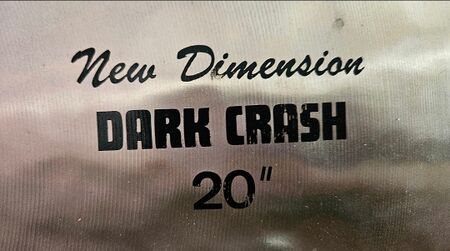 New Dimension
DARK CRASH
20"